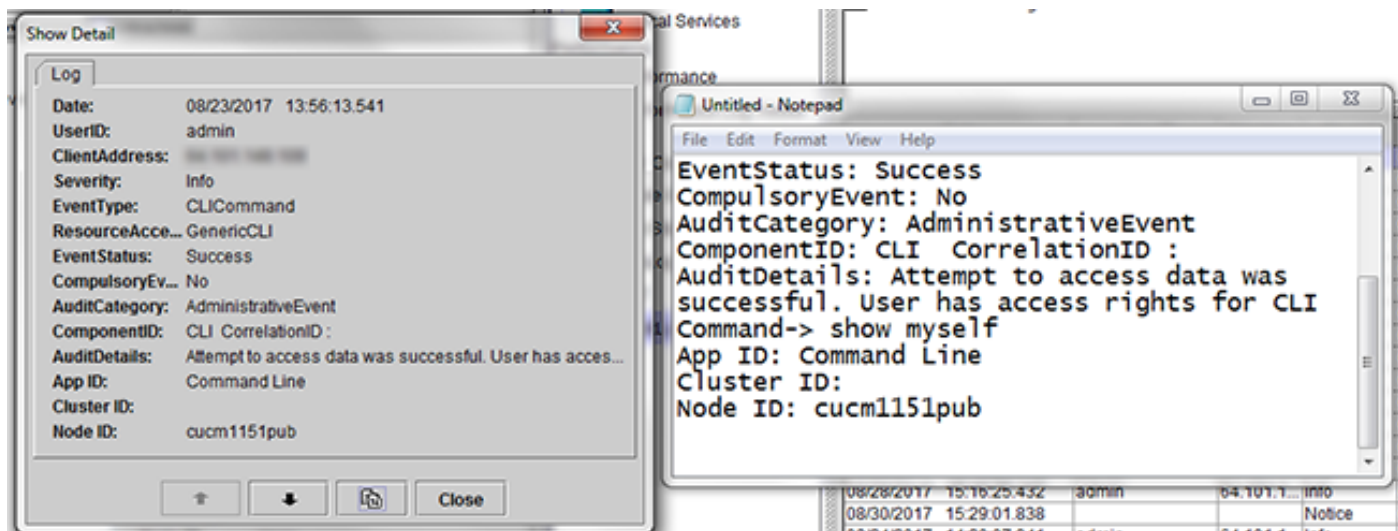 Show Detail
Log
Date: 08/23/2017 13:56:13.541
UserID: admin
ClientAddress:
Severity: Info
EventType: CLICommand
ResourceAcce... GenericCLI
EventStatus: Success
CompulsoryEv... No
AuditCategory: AdministrativeEvent
ComponentID: CLI CorrelationID :
AuditDetails: Attempt to access data was successful. User has acces...
App ID: Command Line
Cluster ID:
Node ID: cucm1151pub
Close
al Services
rmance
Untitled - Notepad
File Edit Format View Help
EventStatus: Success
CompulsoryEvent: No
AuditCategory: AdministrativeEvent
ComponentID: CLI CorrelationID :
AuditDetails: Attempt to access data was
successful. User has access rights for CLI
Command-> show myself
App ID: Command Line
Cluster ID:
Node ID: cucm1151pub
08/28/2017 15:16:25.432 admin 64.101.1... Info
08/30/2017 15:29:01.838 Notice